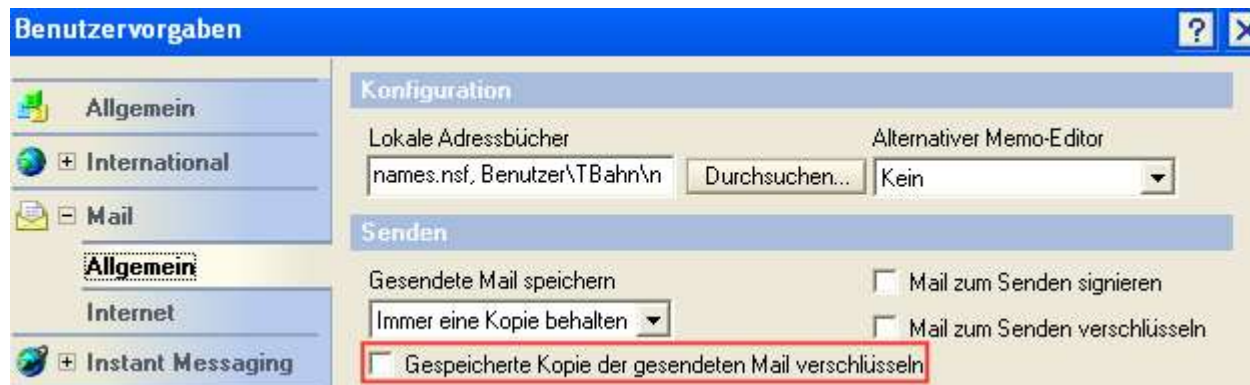 Benutzervorgaben
Allgemein
International
Mail
Allgemein
Internet
Instant Messaging
Konfiguration
Lokale Adressbücher
names.nsf, Benutzer\TBahn\n
Durchsuchen...
Alternativer Memo-Editor
Kein
Senden
Gesendete Mail speichern
Immer eine Kopie behalten
Mail zum Senden signieren
Mail zum Senden verschlüsseln
Gespeicherte Kopie der gesendeten Mail verschlüsseln